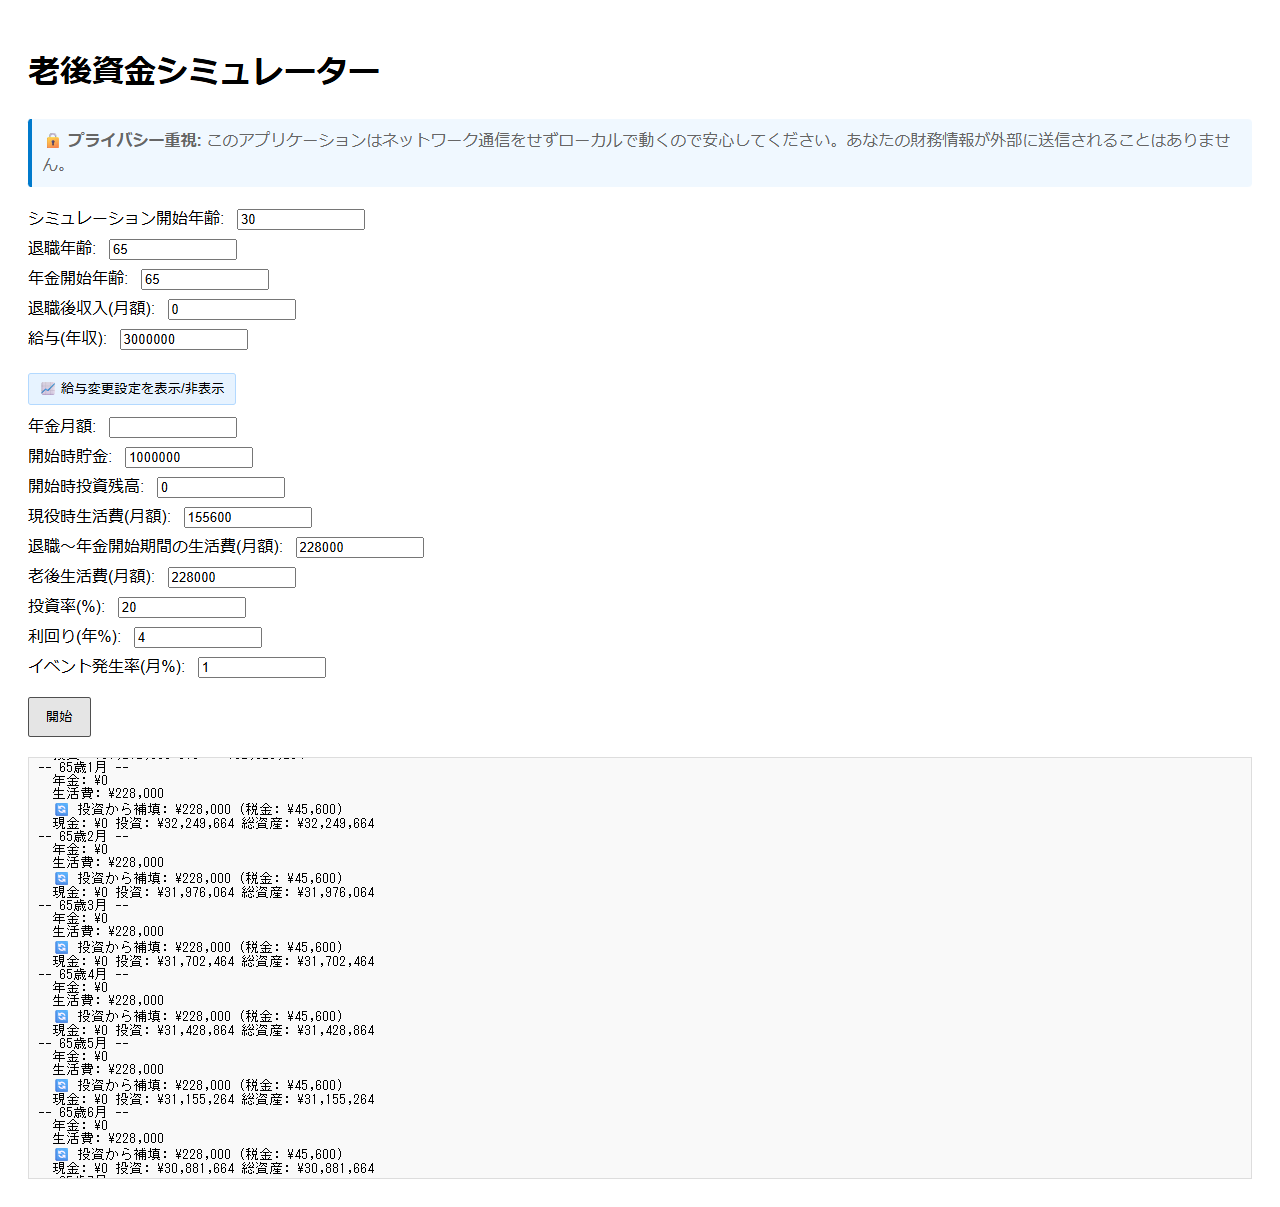 老後資金シミュレーター
🔒 プライバシー重視: このアプリケーションはネットワーク通信をせずローカルで動くので安心してください。あなたの財務情報が外部に送信されることはありませ
ん。
シミュレーション開始年齢: 30
退職年齢: 65
年金開始年齢: 65
退職後収入(月額): 0
給与(年収): 3000000
📈 給与変更設定を表示/非表示
年金月額:
開始時貯金: 1000000
開始時投資残高: 0
現役時生活費(月額): 155600
退職～年金開始期間の生活費(月額): 228000
老後生活費(月額): 228000
投資率(%): 20
利回り(年%): 4
イベント発生率(月%): 1
開始
-- 65歳1月 --
年金: ¥0
生活費: ¥228,000
🔄 投資から補填: ¥228,000 (税金: ¥45,600)
現金: ¥0 投資: ¥32,249,664 総資産: ¥32,249,664
-- 65歳2月 --
年金: ¥0
生活費: ¥228,000
🔄 投資から補填: ¥228,000 (税金: ¥45,600)
現金: ¥0 投資: ¥31,976,064 総資産: ¥31,976,064
-- 65歳3月 --
年金: ¥0
生活費: ¥228,000
🔄 投資から補填: ¥228,000 (税金: ¥45,600)
現金: ¥0 投資: ¥31,702,464 総資産: ¥31,702,464
-- 65歳4月 --
年金: ¥0
生活費: ¥228,000
🔄 投資から補填: ¥228,000 (税金: ¥45,600)
現金: ¥0 投資: ¥31,428,864 総資産: ¥31,428,864
-- 65歳5月 --
年金: ¥0
生活費: ¥228,000
🔄 投資から補填: ¥228,000 (税金: ¥45,600)
現金: ¥0 投資: ¥31,155,264 総資産: ¥31,155,264
-- 65歳6月 --
年金: ¥0
生活費: ¥228,000
🔄 投資から補填: ¥228,000 (税金: ¥45,600)
現金: ¥0 投資: ¥30,881,664 総資産: ¥30,881,664